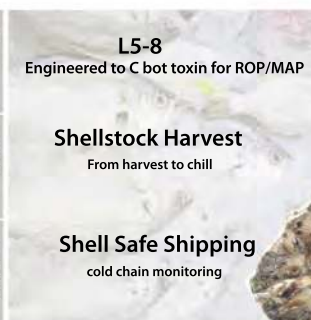 L5-8
Engineered to C bot toxin for ROP/MAP
Shellstock Harvest
From harvest to chill
Shell Safe Shipping
cold chain monitoring